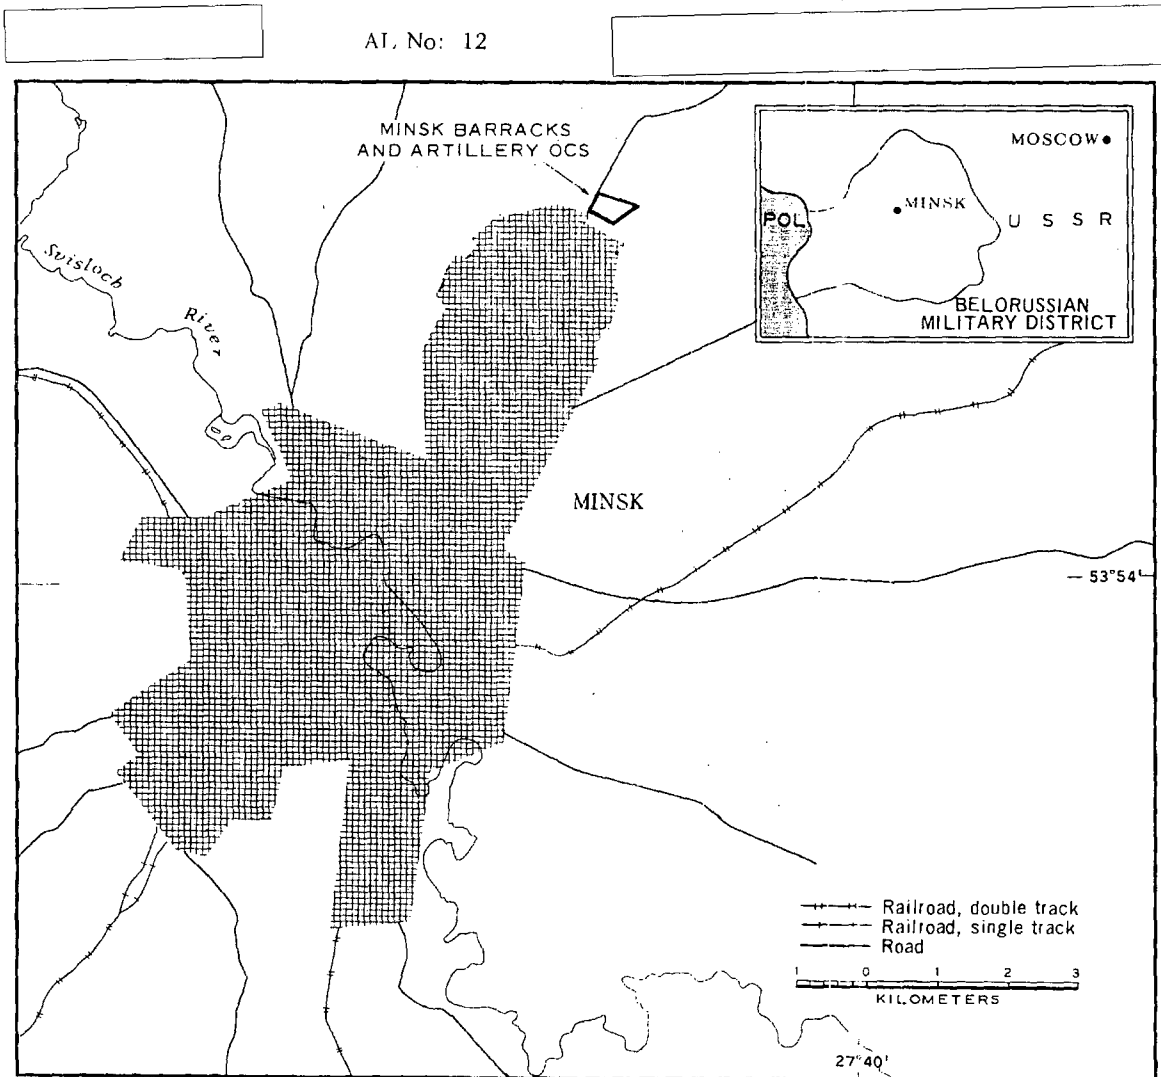 AL No: 12
MINSK BARRACKS
AND ARTILLERY OCS
MOSCOW
MINSK
POL
U S S R
BELORUSSIAN
MILITARY DISTRICT
Svisloch
River
MINSK
53°54'
Railroad, double track
Railroad, single track
Road
1 0 1 2 3
KILOMETERS
27°40'